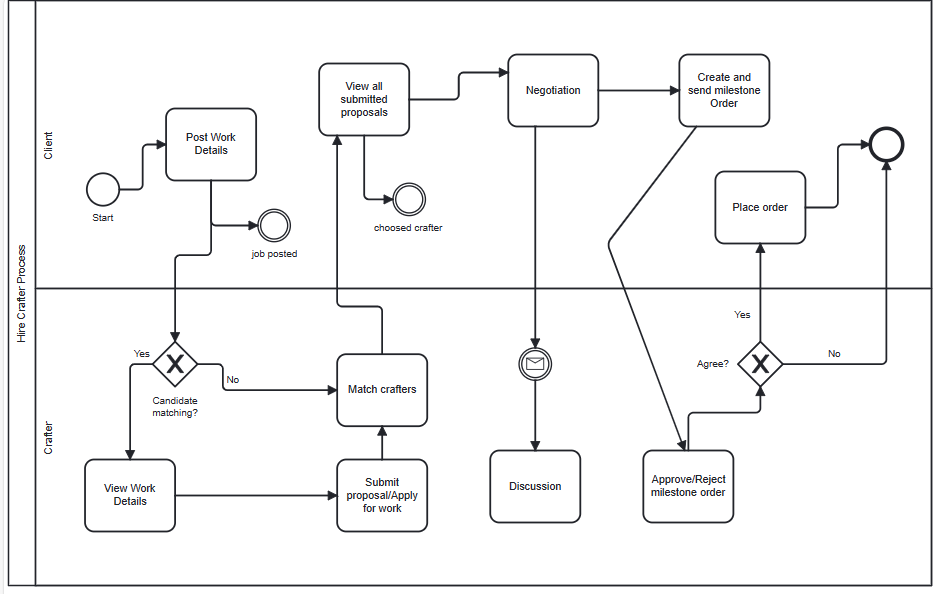 Hire Crafter Process
Client
Start
Post Work
Details
job posted
View all
submitted
proposals
choosed crafter
Negotiation
Create and
send milestone
Order
Place order
Crafter
Yes
No
Candidate
matching?
View Work
Details
Match crafters
Submit
proposal/Apply
for work
Discussion
Approve/Reject
milestone order
Agree?
Yes
No